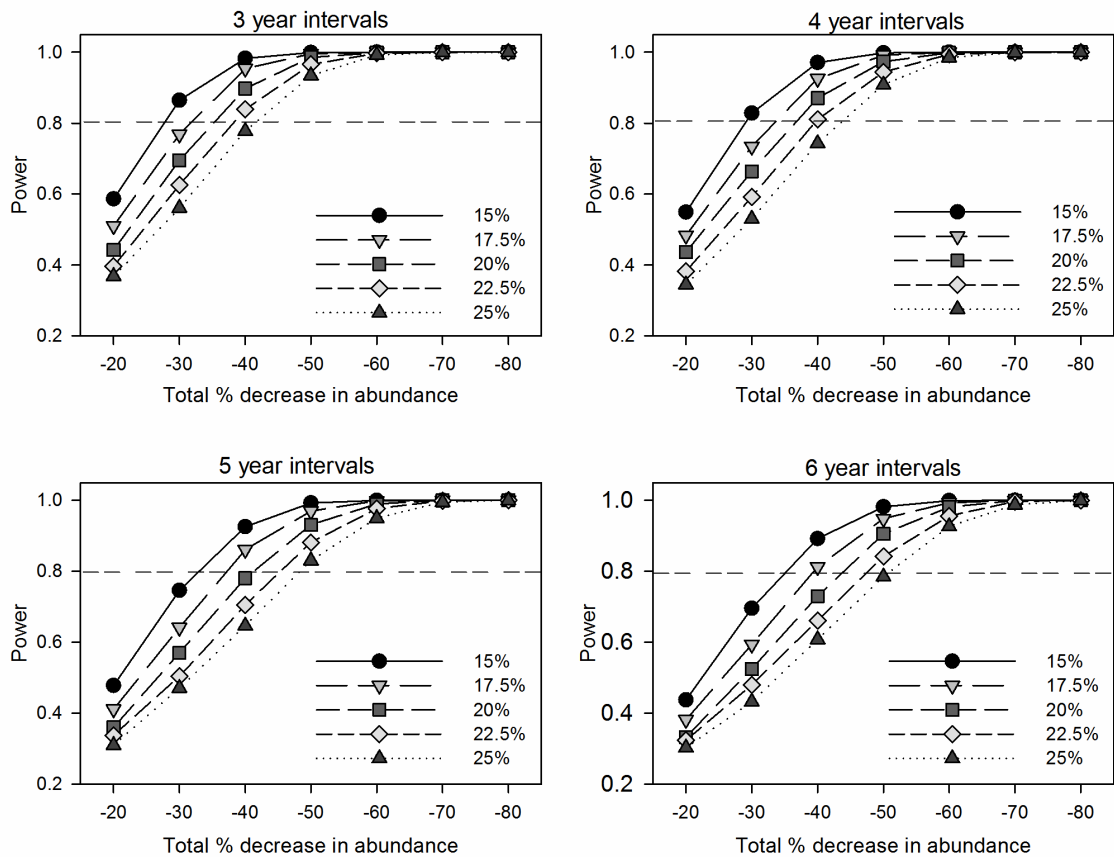 3 year intervals
1.0
0.8
0.6
0.4
0.2
Power
15%
17.5%
20%
22.5%
25%
-20 -30 -40 -50 -60 -70 -80
Total % decrease in abundance
4 year intervals
1.0
0.8
0.6
0.4
0.2
Power
15%
17.5%
20%
22.5%
25%
-20 -30 -40 -50 -60 -70 -80
Total % decrease in abundance
5 year intervals
1.0
0.8
0.6
0.4
0.2
Power
15%
17.5%
20%
22.5%
25%
-20 -30 -40 -50 -60 -70 -80
Total % decrease in abundance
6 year intervals
1.0
0.8
0.6
0.4
0.2
Power
15%
17.5%
20%
22.5%
25%
-20 -30 -40 -50 -60 -70 -80
Total % decrease in abundance